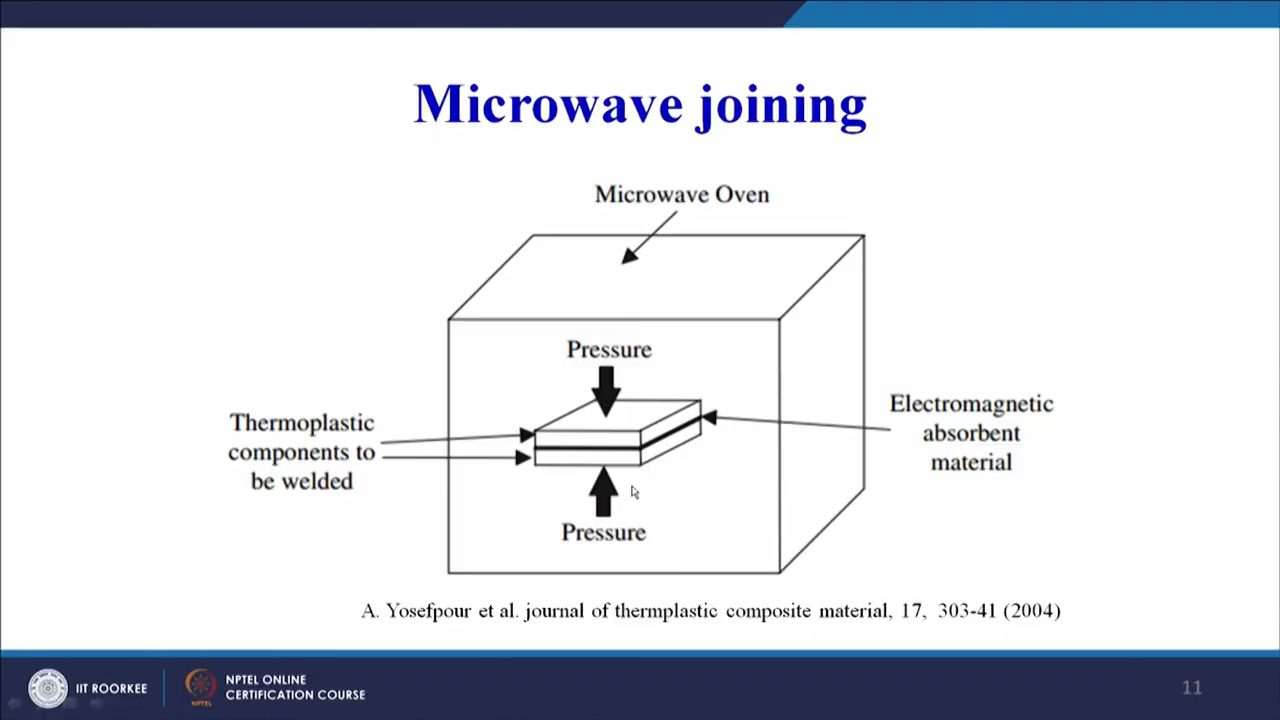 Microwave joining
Microwave Oven
Pressure
Thermoplastic
components to
be welded
Electromagnetic
absorbent
material
Pressure
A. Yosefpour et al. journal of thermplastic composite material, 17, 303-41 (2004)
IIT ROORKEE
NPTEL
NPTEL ONLINE
CERTIFICATION COURSE
11